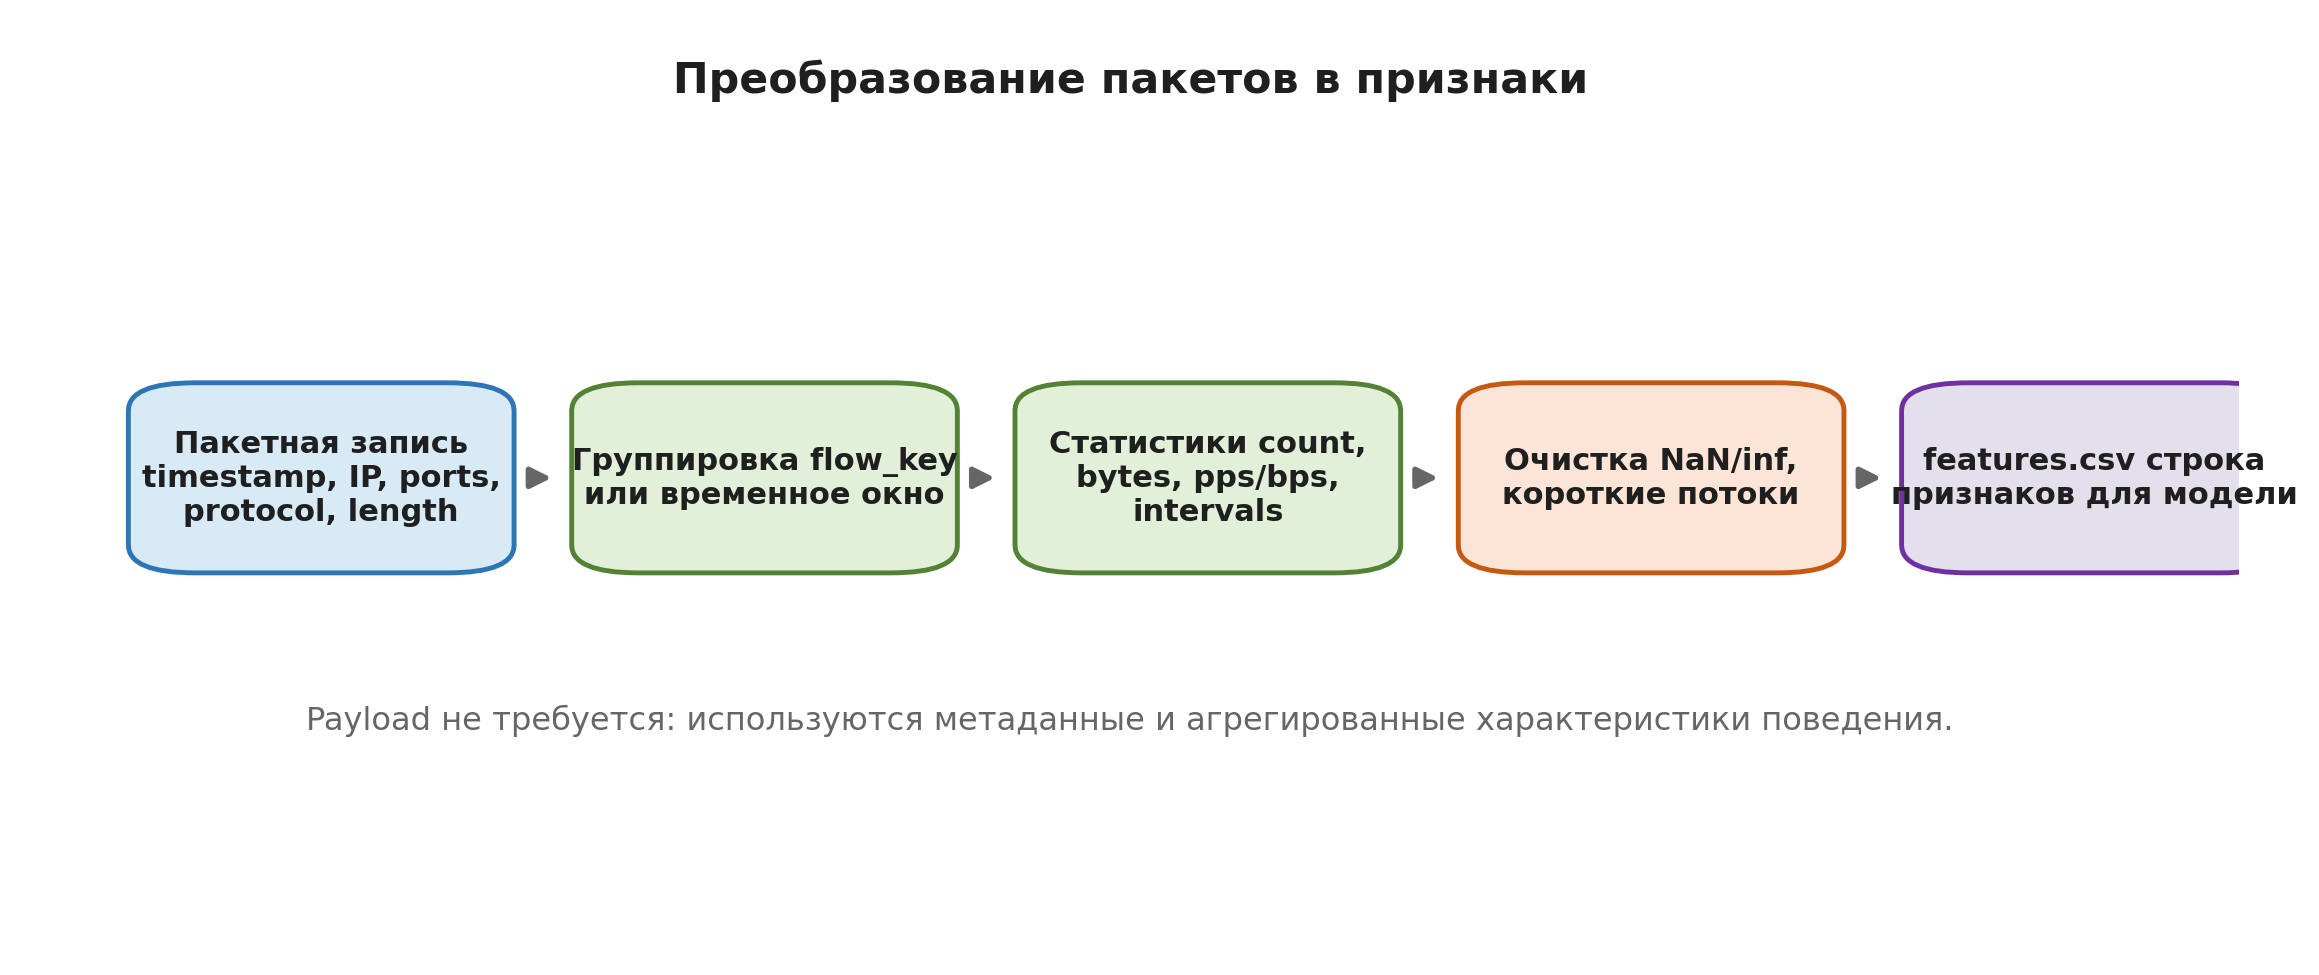 Преобразование пакетов в признаки
Пакетная запись
timestamp, IP, ports,
protocol, length
Группировка flow_key
или временное окно
Статистики count,
bytes, pps/bps,
intervals
Очистка NaN/inf,
короткие потоки
features.csv строка
признаков для модели
Payload не требуется: используются метаданные и агрегированные характеристики поведения.